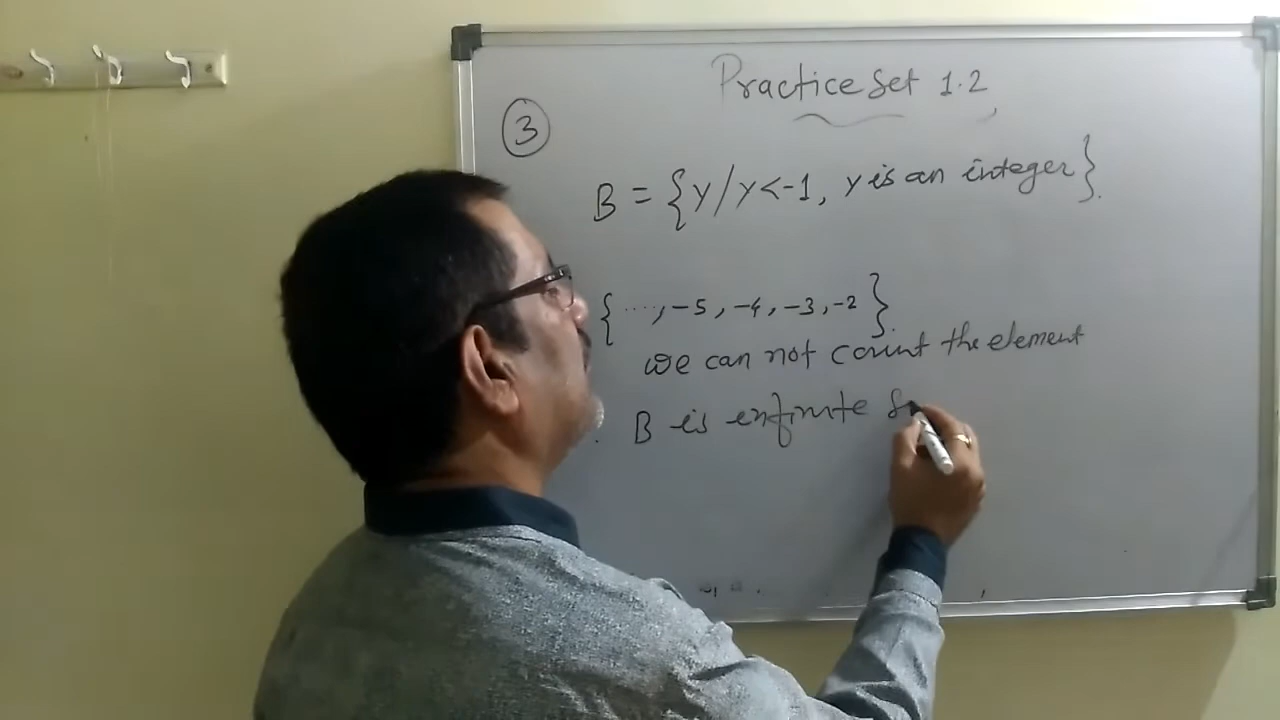 Practice Set 1.2
3
B = {y/y<-1, y is an integer}.
{...., -5, -4, -3, -2}.
we can not count the element
B is infinite S